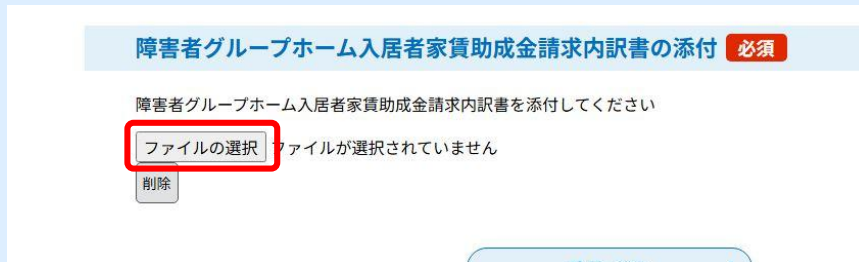 障害者グループホーム入居者家賃助成金請求内訳書の添付 必須
障害者グループホーム入居者家賃助成金請求内訳書を添付してください
ファイルの選択 ファイルが選択されていません
削除